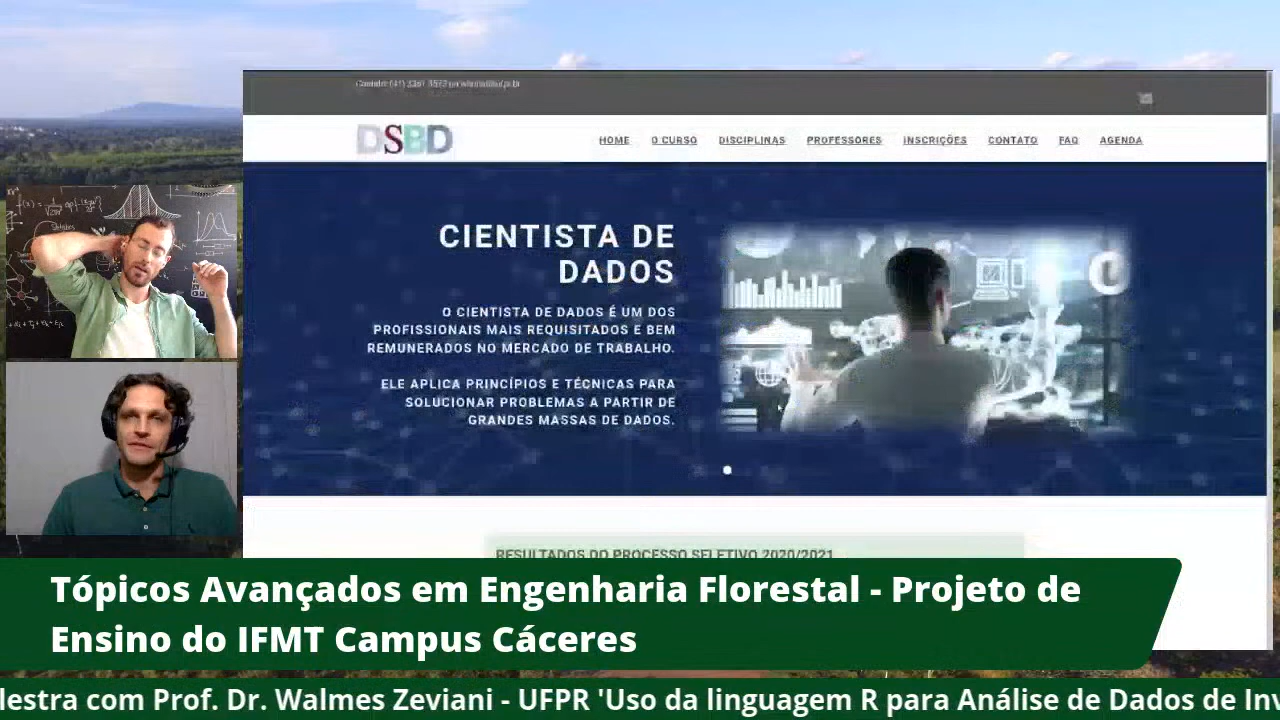 DSBD
HOME O CURSO DISCIPLINAS PROFESSORES INSCRIÇÕES CONTATO FAQ AGENDA
CIENTISTA DE
DADOS
O CIENTISTA DE DADOS É UM DOS
PROFISSIONAIS MAIS REQUISITADOS E BEM
REMUNERADOS NO MERCADO DE TRABALHO.
ELE APLICA PRINCÍPIOS E TÉCNICAS PARA
SOLUCIONAR PROBLEMAS A PARTIR DE
GRANDES MASSAS DE DADOS.
RESULTADOS DO PROCESSO SELETIVO 2020/2021
Tópicos Avançados em Engenharia Florestal - Projeto de
Ensino do IFMT Campus Cáceres
lestra com Prof. Dr. Walmes Zeviani - UFPR 'Uso da linguagem R para Análise de Dados de Inv